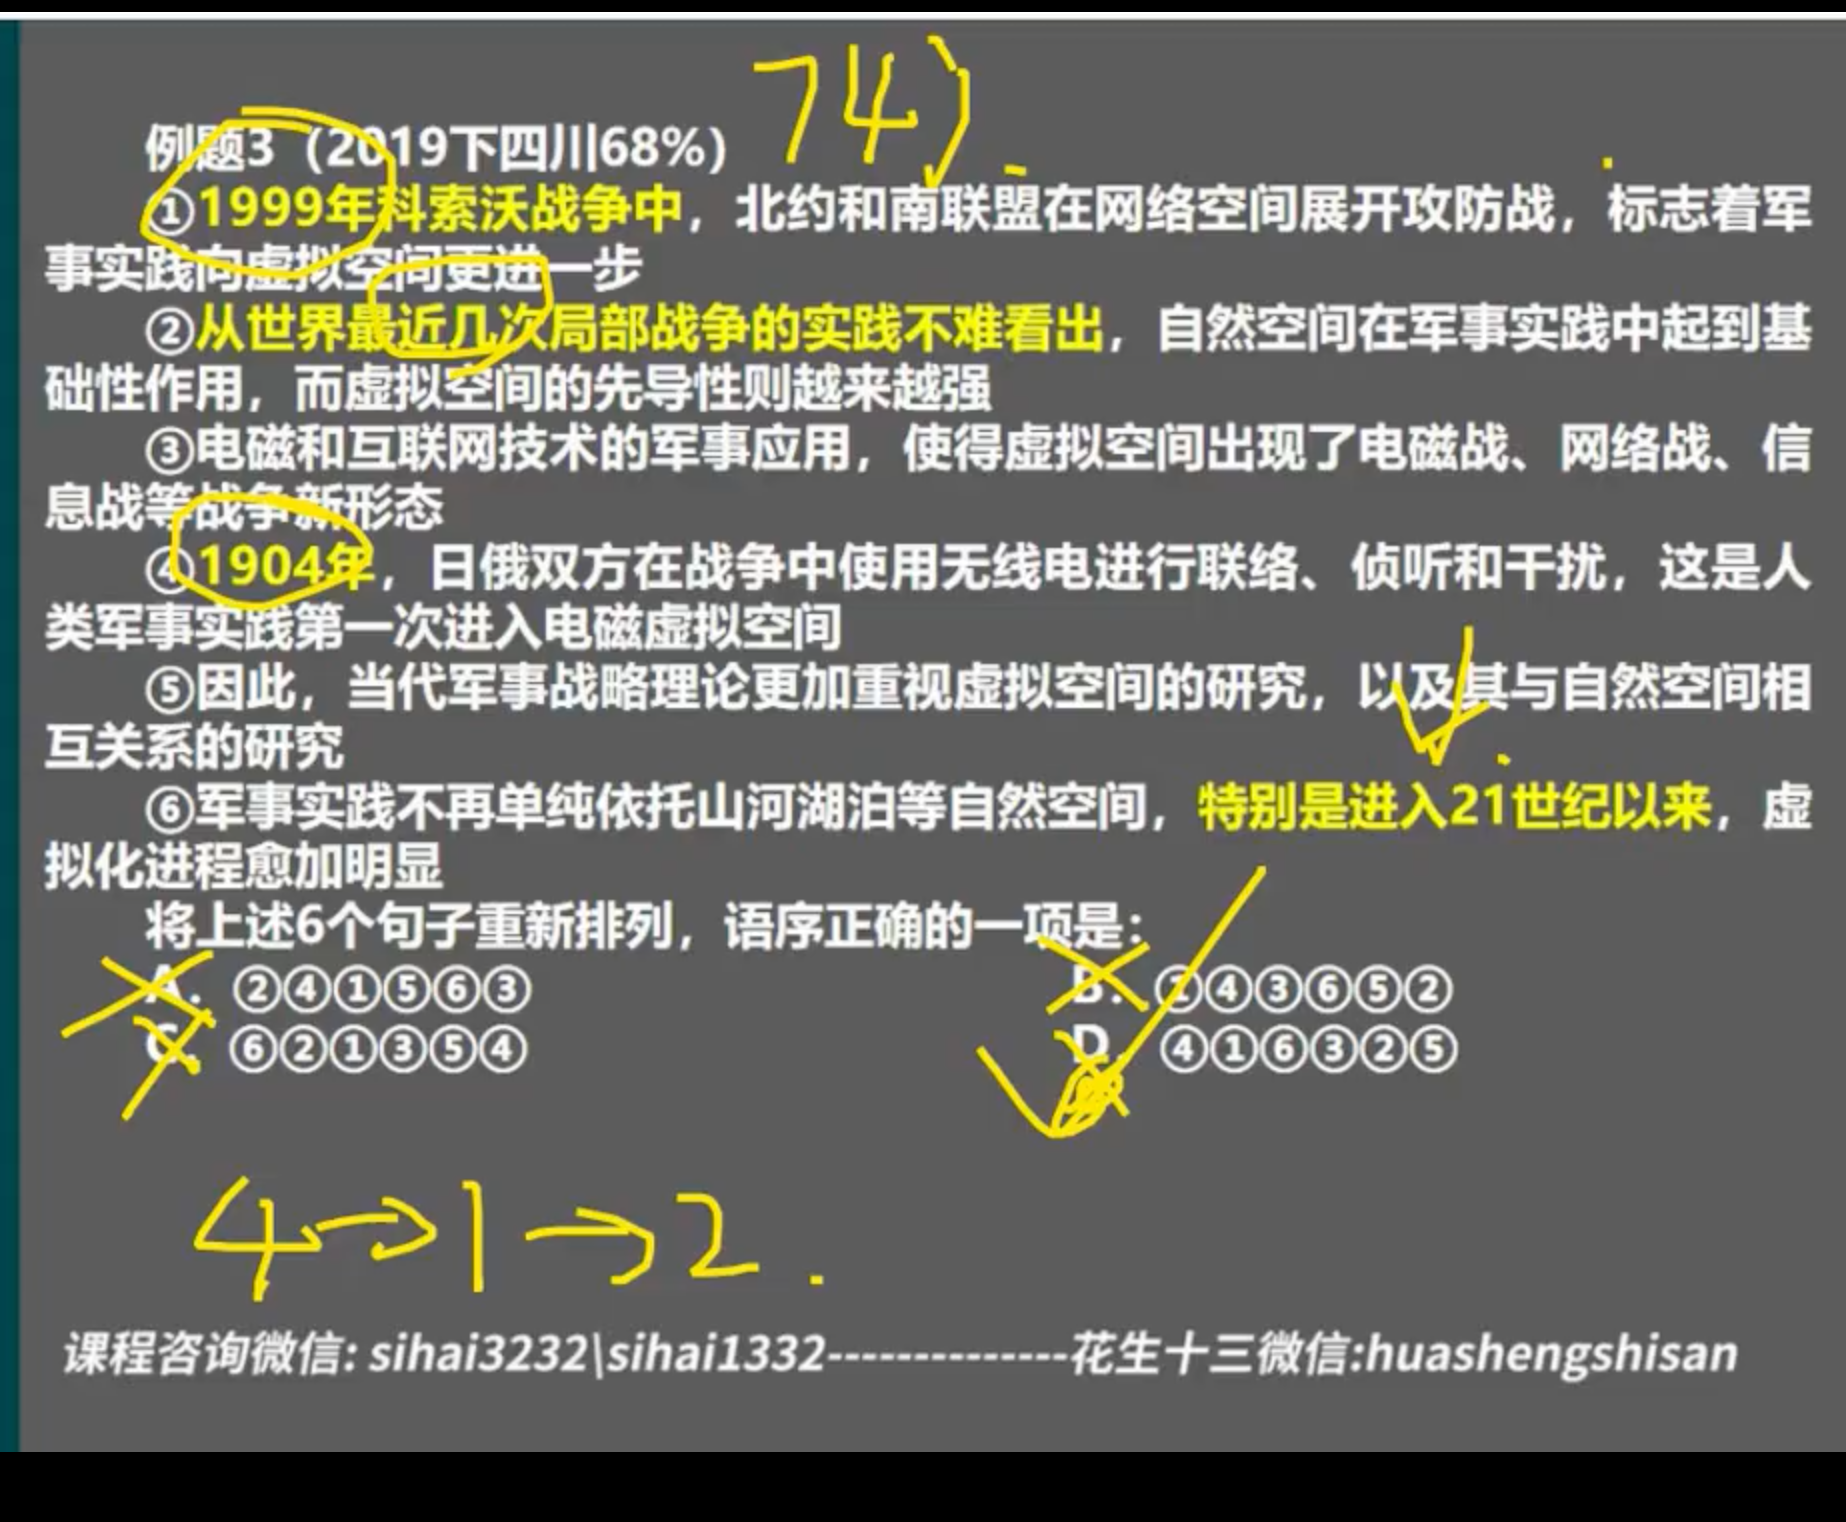 74).
例题3（2019下四川|68%）
①1999年科索沃战争中，北约和南联盟在网络空间展开攻防战，标志着军
事实践向虚拟空间更进一步
②从世界最近几次局部战争的实践不难看出，自然空间在军事实践中起到基
础性作用，而虚拟空间的先导性则越来越强
③电磁和互联网技术的军事应用，使得虚拟空间出现了电磁战、网络战、信
息战等战争新形态
④1904年，日俄双方在战争中使用无线电进行联络、侦听和干扰，这是人
类军事实践第一次进入电磁虚拟空间
⑤因此，当代军事战略理论更加重视虚拟空间的研究，以及其与自然空间相
互关系的研究
⑥军事实践不再单纯依托山河湖泊等自然空间，特别是进入21世纪以来，虚
拟化进程愈加明显
将上述6个句子重新排列，语序正确的一项是：
A. ②④①⑤⑥③ B. ①④③⑥⑤②
C. ⑥②①③⑤④ D. ④①⑥③②⑤
4→1→2.
课程咨询微信: sihai3232\sihai1332--------------花生十三微信:huashengshisan